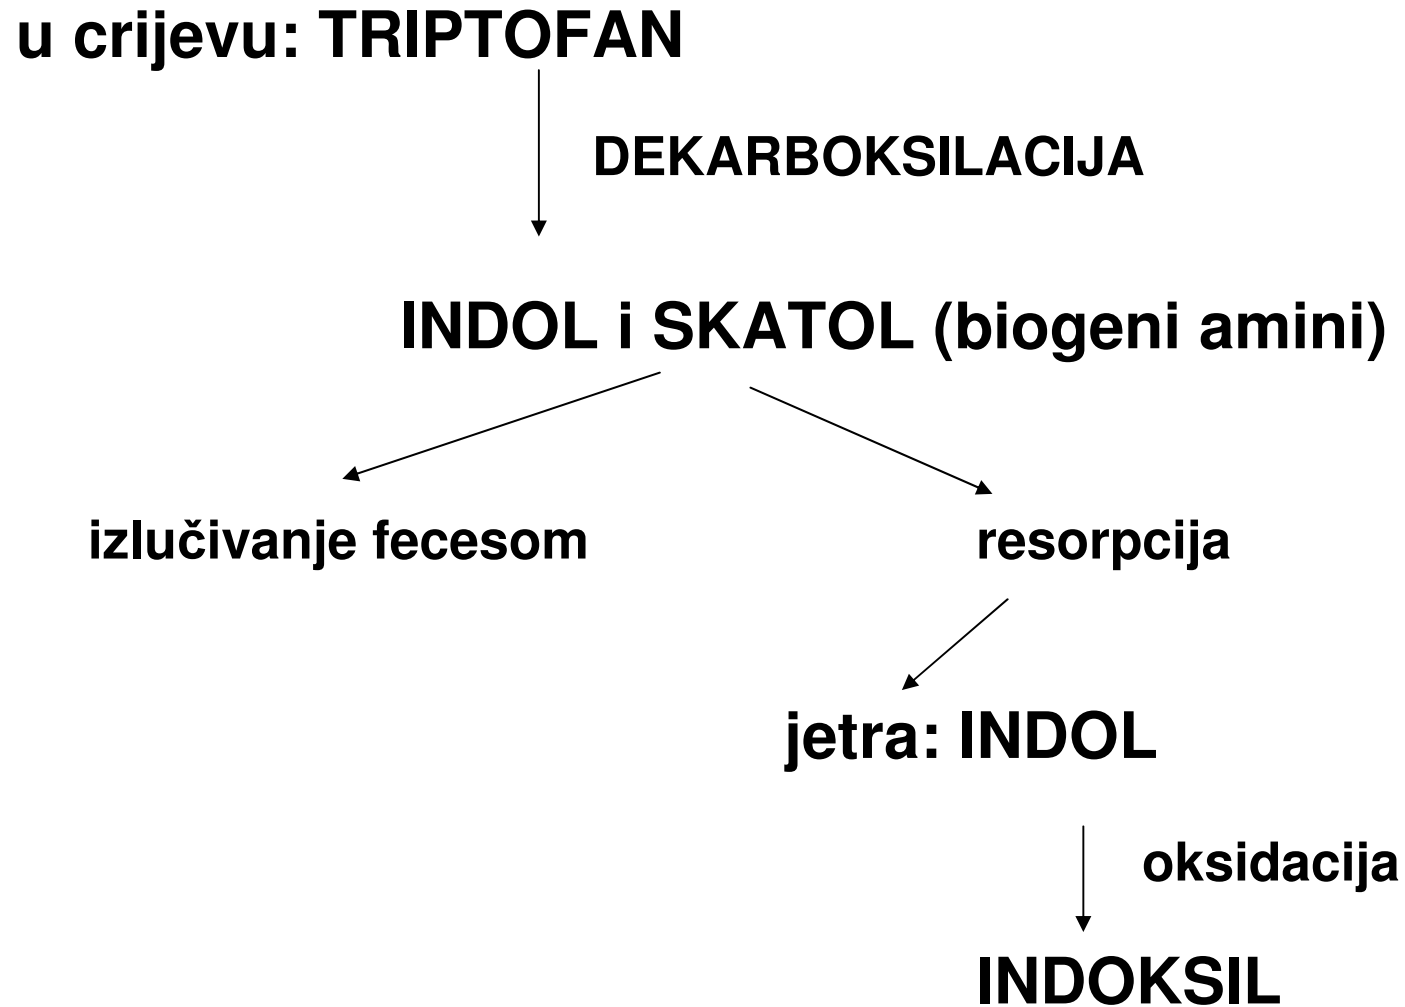 u crijevu: TRIPTOFAN
DEKARBOKSILACIJA
INDOL i SKATOL (biogeni amini)
izlučivanje fecesom
resorpcija
jetra: INDOL
oksidacija
INDOKSIL